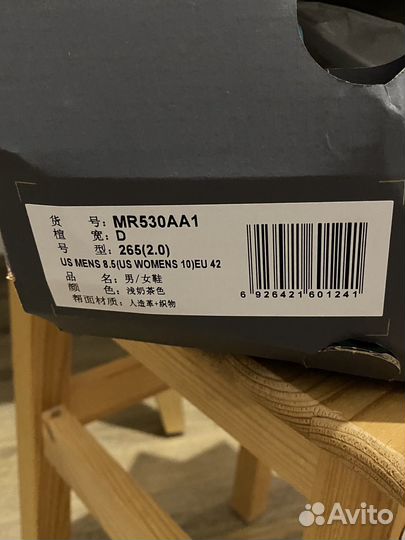 货 号: MR530AA1
楦 宽: D
号 型: 265(2.0)
US MENS 8.5(US WOMENS 10)EU 42
品 名: 男/女鞋
颜 色: 浅奶茶色
帮面材质: 人造革+织物
6 926421 601241
Avito